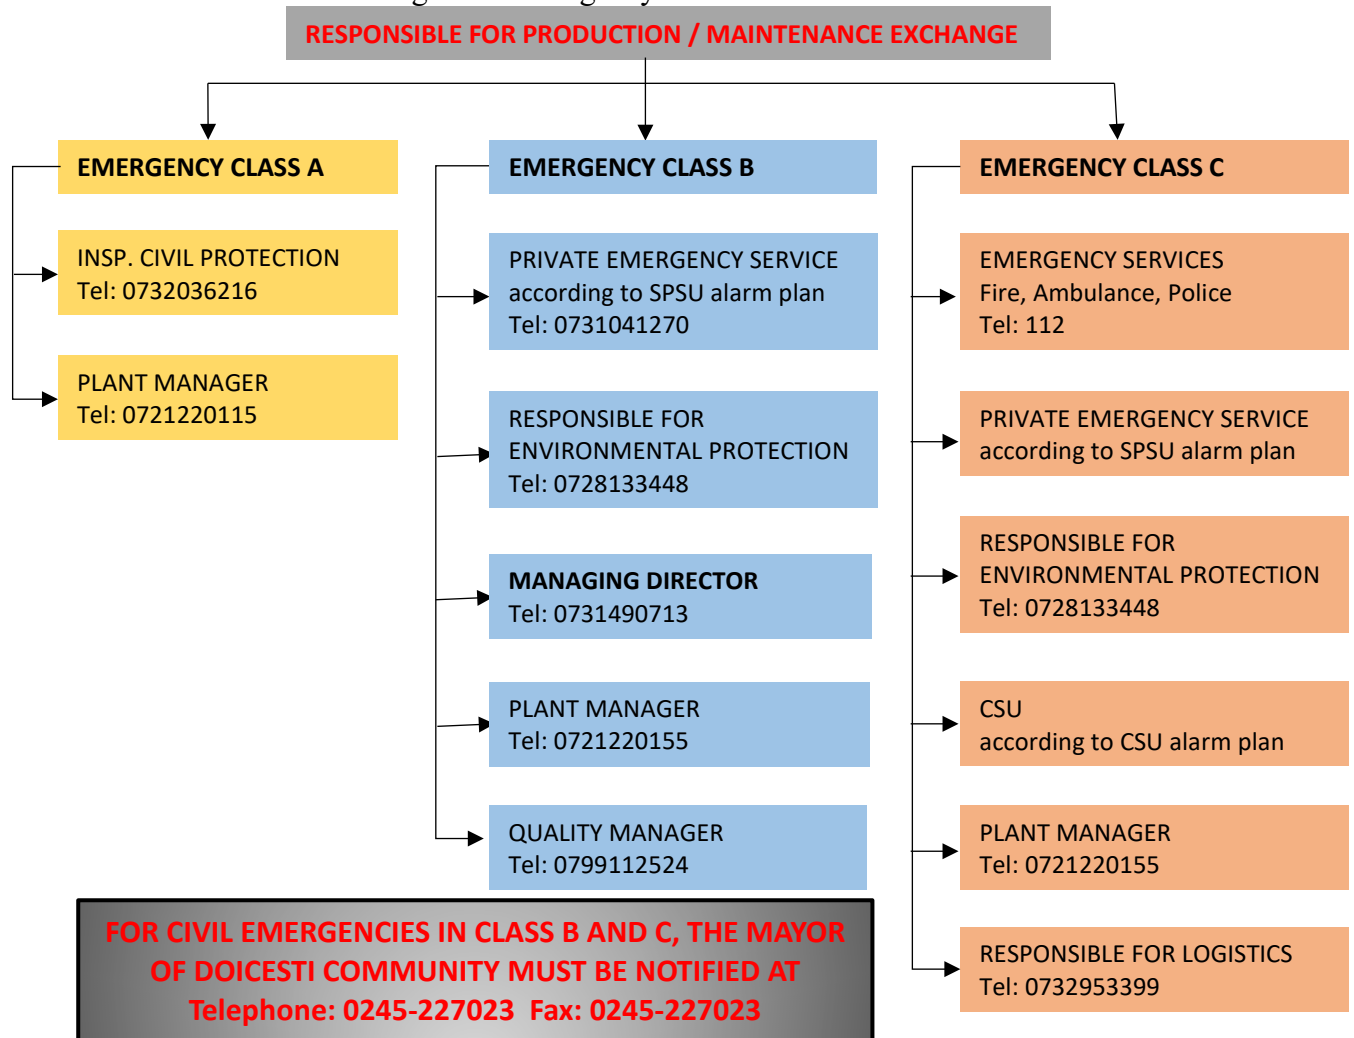 RESPONSIBLE FOR PRODUCTION / MAINTENANCE EXCHANGE
EMERGENCY CLASS A
INSP. CIVIL PROTECTION
Tel: 0732036216
PLANT MANAGER
Tel: 0721220115
EMERGENCY CLASS B
PRIVATE EMERGENCY SERVICE
according to SPSU alarm plan
Tel: 0731041270
RESPONSIBLE FOR
ENVIRONMENTAL PROTECTION
Tel: 0728133448
MANAGING DIRECTOR
Tel: 0731490713
PLANT MANAGER
Tel: 0721220155
QUALITY MANAGER
Tel: 0799112524
EMERGENCY CLASS C
EMERGENCY SERVICES
Fire, Ambulance, Police
Tel: 112
PRIVATE EMERGENCY SERVICE
according to SPSU alarm plan
RESPONSIBLE FOR
ENVIRONMENTAL PROTECTION
Tel: 0728133448
CSU
according to CSU alarm plan
PLANT MANAGER
Tel: 0721220155
RESPONSIBLE FOR LOGISTICS
Tel: 0732953399
FOR CIVIL EMERGENCIES IN CLASS B AND C, THE MAYOR
OF DOICESTI COMMUNITY MUST BE NOTIFIED AT
Telephone: 0245-227023 Fax: 0245-227023